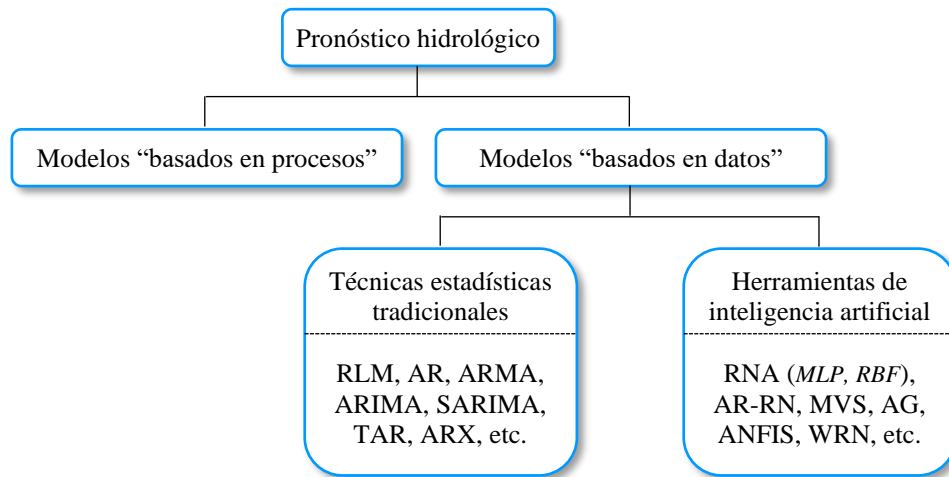 Pronóstico hidrológico
Modelos “basados en procesos”
Modelos “basados en datos”
Técnicas estadísticas
tradicionales
RLM, AR, ARMA,
ARIMA, SARIMA,
TAR, ARX, etc.
Herramientas de
inteligencia artificial
RNA (MLP, RBF),
AR-RN, MVS, AG,
ANFIS, WRN, etc.